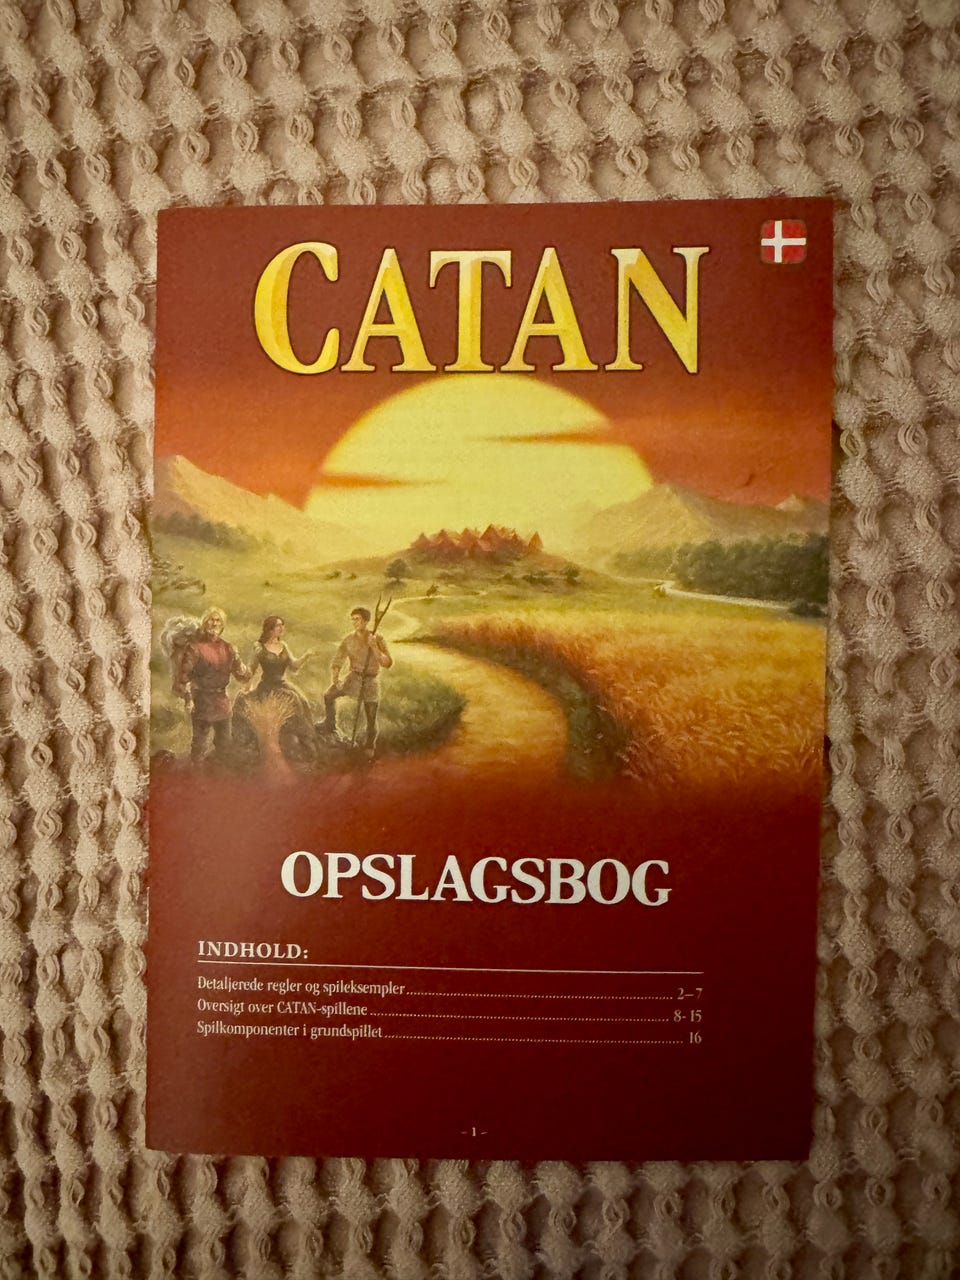 CATAN
OPSLAGSBOG
INDHOLD:
Detaljerede regler og spileksempler 2–7
Oversigt over CATAN-spillene 8- 15
Spilkomponenter i grundspillet 16
- 1 -